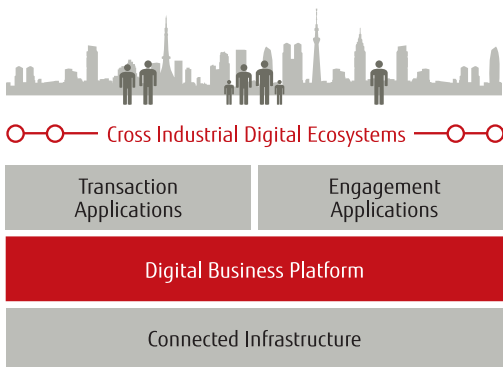 Cross Industrial Digital Ecosystems
Transaction
Applications
Engagement
Applications
Digital Business Platform
Connected Infrastructure